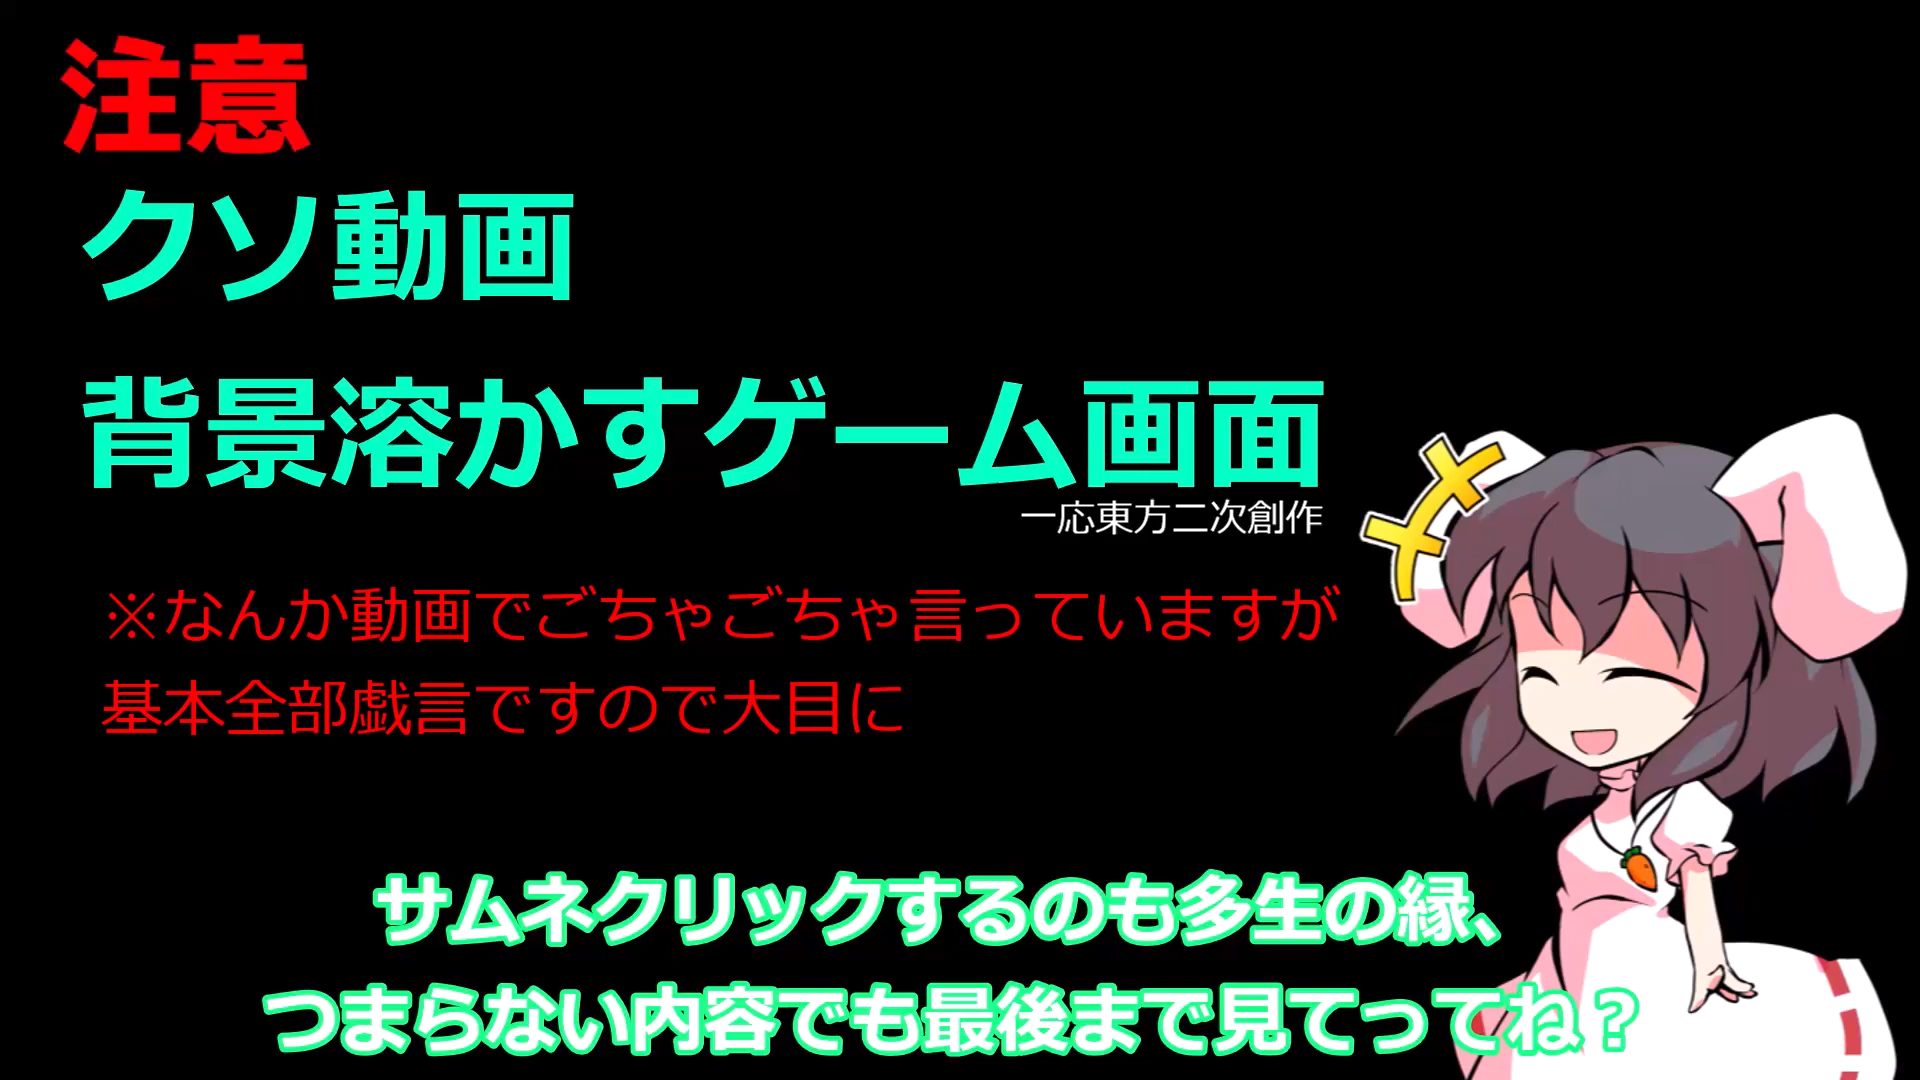 注意
クソ動画
背景溶かすゲーム画面
一応東方二次創作
※なんか動画でごちゃごちゃ言っていますが
基本全部戯言ですので大目に
サムネクリックするのも多生の縁、
つまらない内容でも最後まで見てってね？